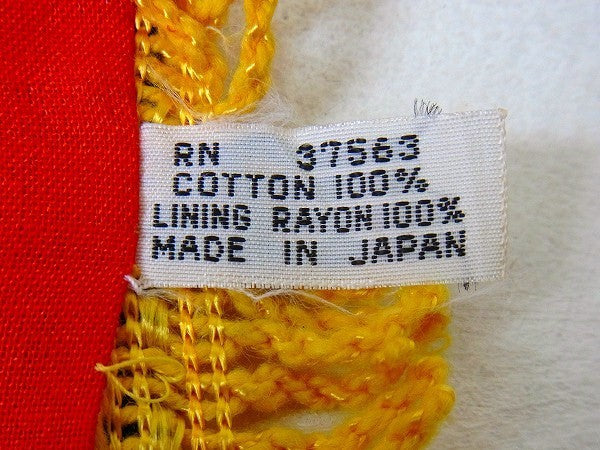 RN 37563
COTTON 100%
LINING RAYON 100%
MADE IN JAPAN